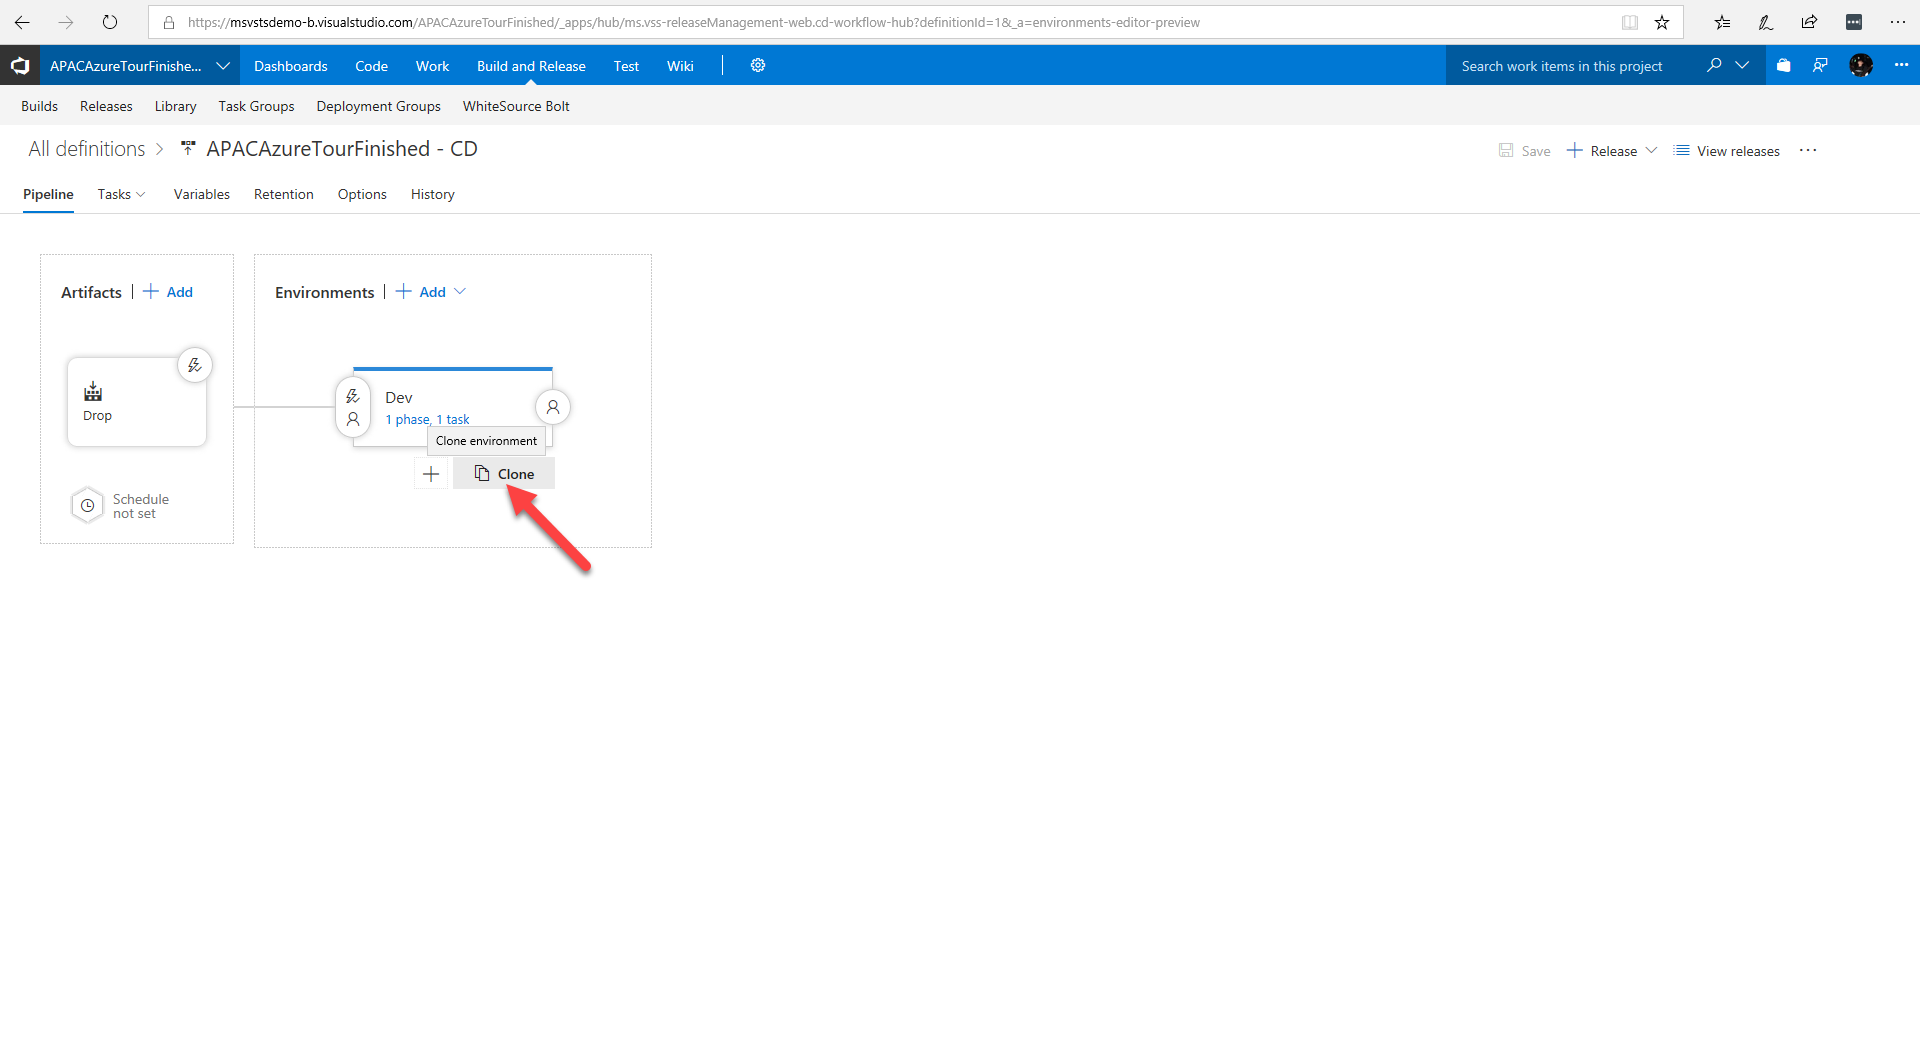 https://msvstsdemo-b.visualstudio.com/APACAzureTourFinished/_apps/hub/ms.vss-releaseManagement-web.cd-workflow-hub?definitionId=1&_a=environments-editor-preview
APACAzureTourFinishe... Dashboards Code Work Build and Release Test Wiki Search work items in this project
Builds Releases Library Task Groups Deployment Groups WhiteSource Bolt
All definitions > APACAzureTourFinished - CD Save + Release View releases ...
Pipeline Tasks Variables Retention Options History
Artifacts | + Add Environments | + Add
Dev
1 phase, 1 task
Drop
Clone environment
+ Clone
Schedule
not set